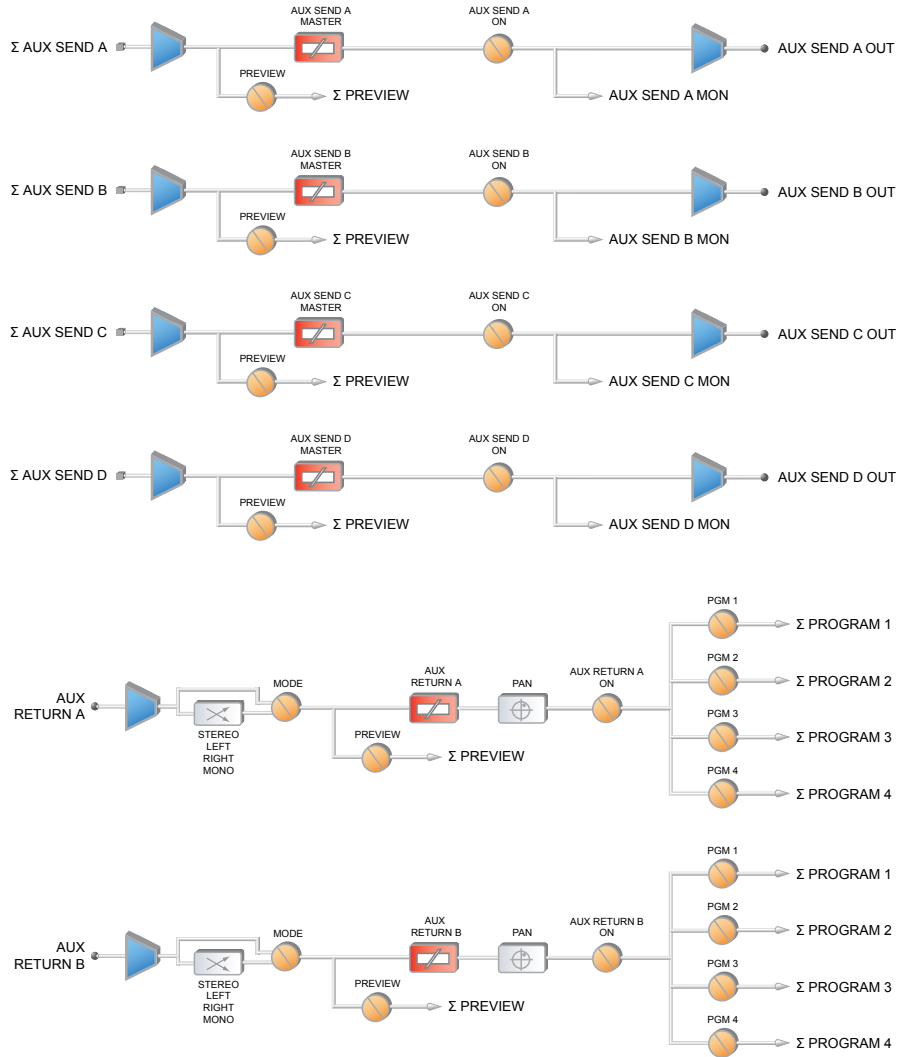 AUX SEND A
MASTER
AUX SEND A
ON
Σ AUX SEND A
AUX SEND A OUT
PREVIEW
Σ PREVIEW
AUX SEND A MON
AUX SEND B
MASTER
AUX SEND B
ON
Σ AUX SEND B
AUX SEND B OUT
PREVIEW
Σ PREVIEW
AUX SEND B MON
AUX SEND C
MASTER
AUX SEND C
ON
Σ AUX SEND C
AUX SEND C OUT
PREVIEW
Σ PREVIEW
AUX SEND C MON
AUX SEND D
MASTER
AUX SEND D
ON
Σ AUX SEND D
AUX SEND D OUT
PREVIEW
Σ PREVIEW
AUX SEND D MON
AUX
RETURN A
STEREO
LEFT
RIGHT
MONO
MODE
PREVIEW
Σ PREVIEW
AUX
RETURN A
PAN
AUX RETURN A
ON
PGM 1
Σ PROGRAM 1
PGM 2
Σ PROGRAM 2
PGM 3
Σ PROGRAM 3
PGM 4
Σ PROGRAM 4
AUX
RETURN B
STEREO
LEFT
RIGHT
MONO
MODE
PREVIEW
Σ PREVIEW
AUX
RETURN B
PAN
AUX RETURN B
ON
PGM 1
Σ PROGRAM 1
PGM 2
Σ PROGRAM 2
PGM 3
Σ PROGRAM 3
PGM 4
Σ PROGRAM 4